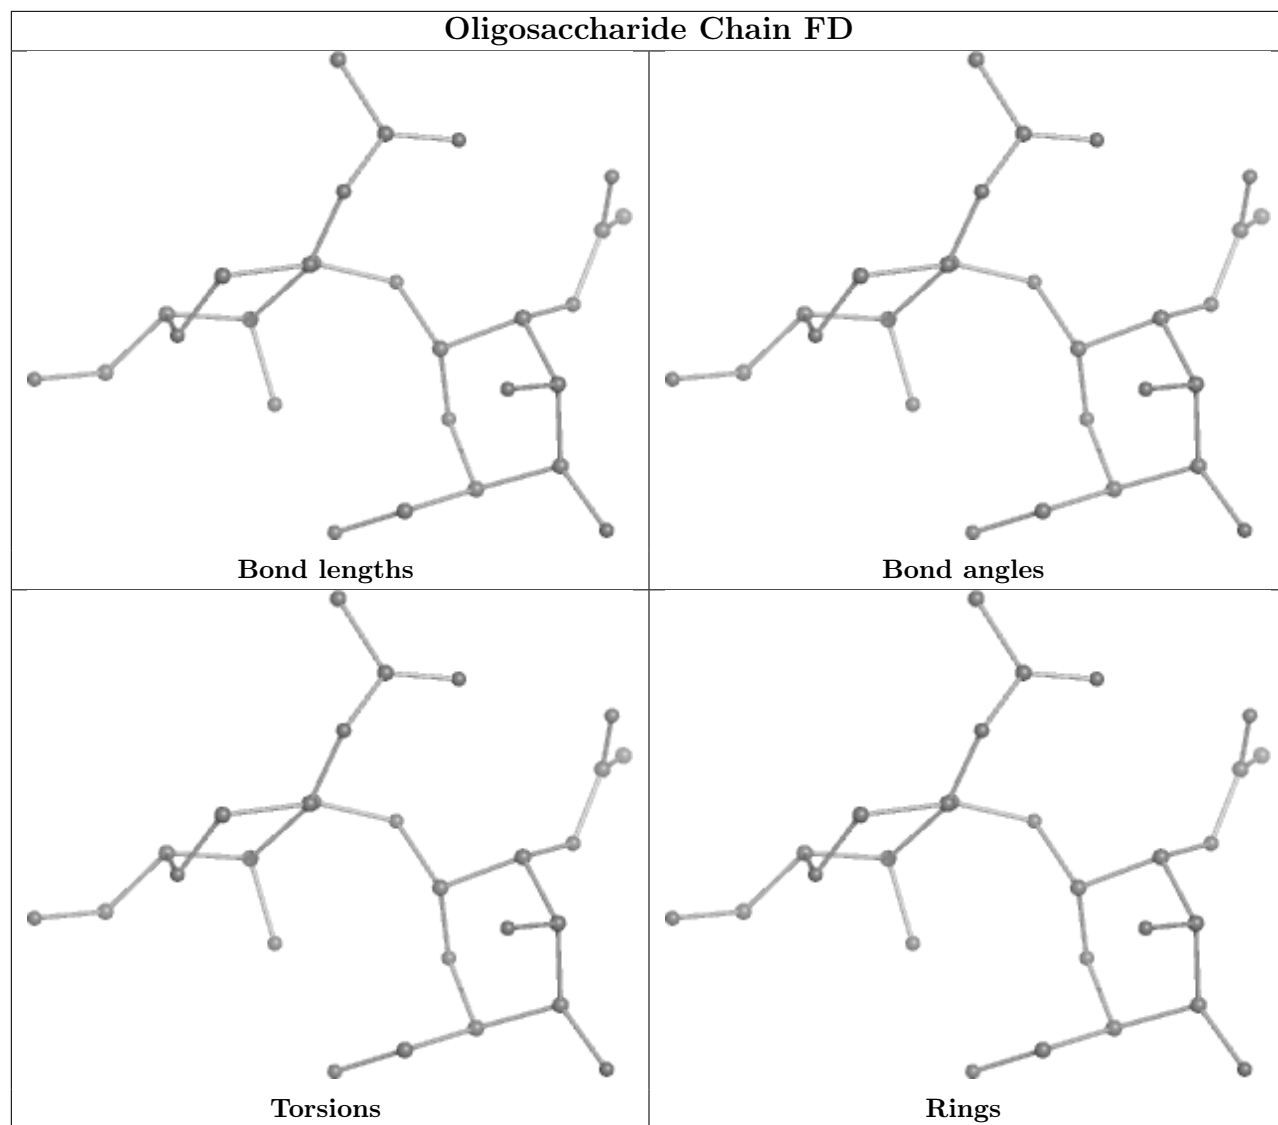 Oligosaccharide Chain FD
Bond lengths
Bond angles
Torsions
Rings